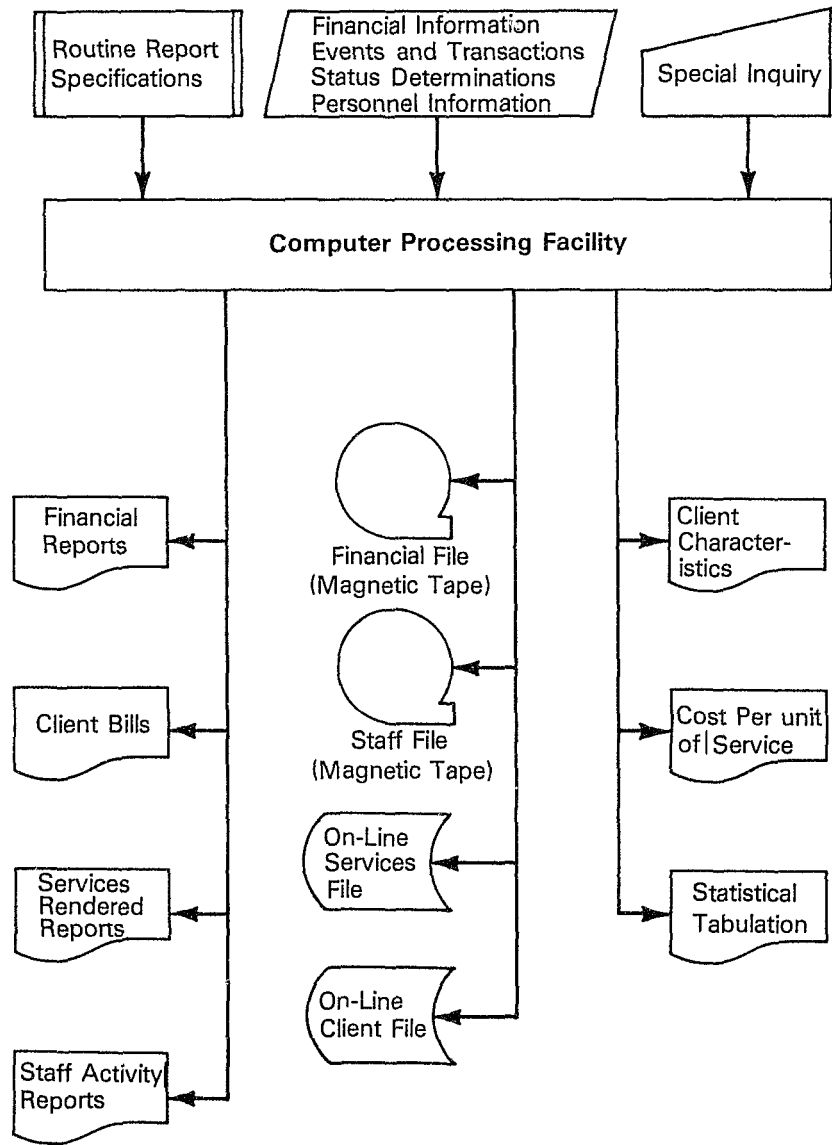 Routine Report
Specifications
Financial Information
Events and Transactions
Status Determinations
Personnel Information
Special Inquiry
Computer Processing Facility
Financial
Reports
Client Bills
Services
Rendered
Reports
Staff Activity
Reports
Financial File
(Magnetic Tape)
Staff File
(Magnetic Tape)
On-Line
Services
File
On-Line
Client File
Client
Character-
istics
Cost Per unit
of|Service
Statistical
Tabulation